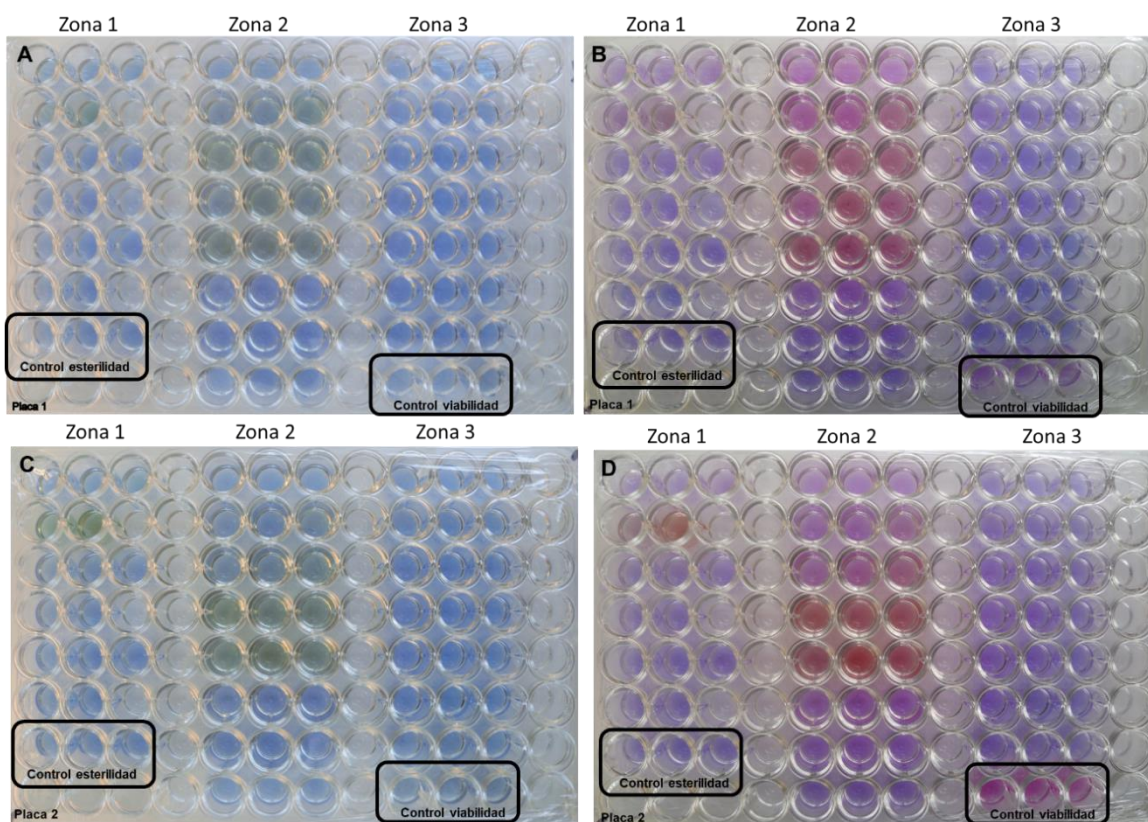 Zona 1 Zona 2 Zona 3
Zona 1 Zona 2 Zona 3
A
B
Control esterilidad
Control viabilidad
Placa 1
Control esterilidad
Control viabilidad
Placa 1
Zona 1 Zona 2 Zona 3
Zona 1 Zona 2 Zona 3
C
D
Control esterilidad
Control viabilidad
Placa 2
Control esterilidad
Control viabilidad
Placa 2